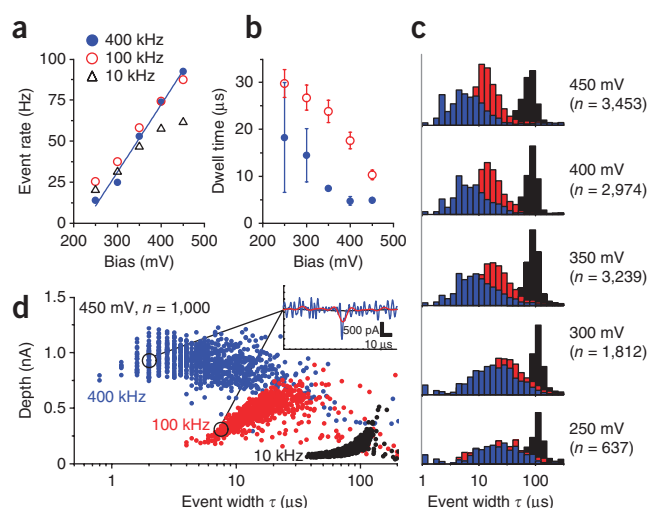 a
400 kHz
100 kHz
10 kHz
Event rate (Hz)
100
75
50
25
0
200 300 400 500
Bias (mV)
b
Dwell time (µs)
30
20
10
0
200 300 400 500
Bias (mV)
c
450 mV
(n = 3,453)
400 mV
(n = 2,974)
350 mV
(n = 3,239)
300 mV
(n = 1,812)
250 mV
(n = 637)
1 10 100
Event width τ (µs)
d
450 mV, n = 1,000
500 pA
10 µs
Depth (nA)
1.5
1.0
0.5
0
400 kHz
100 kHz
10 kHz
1 10 100
Event width τ (µs)